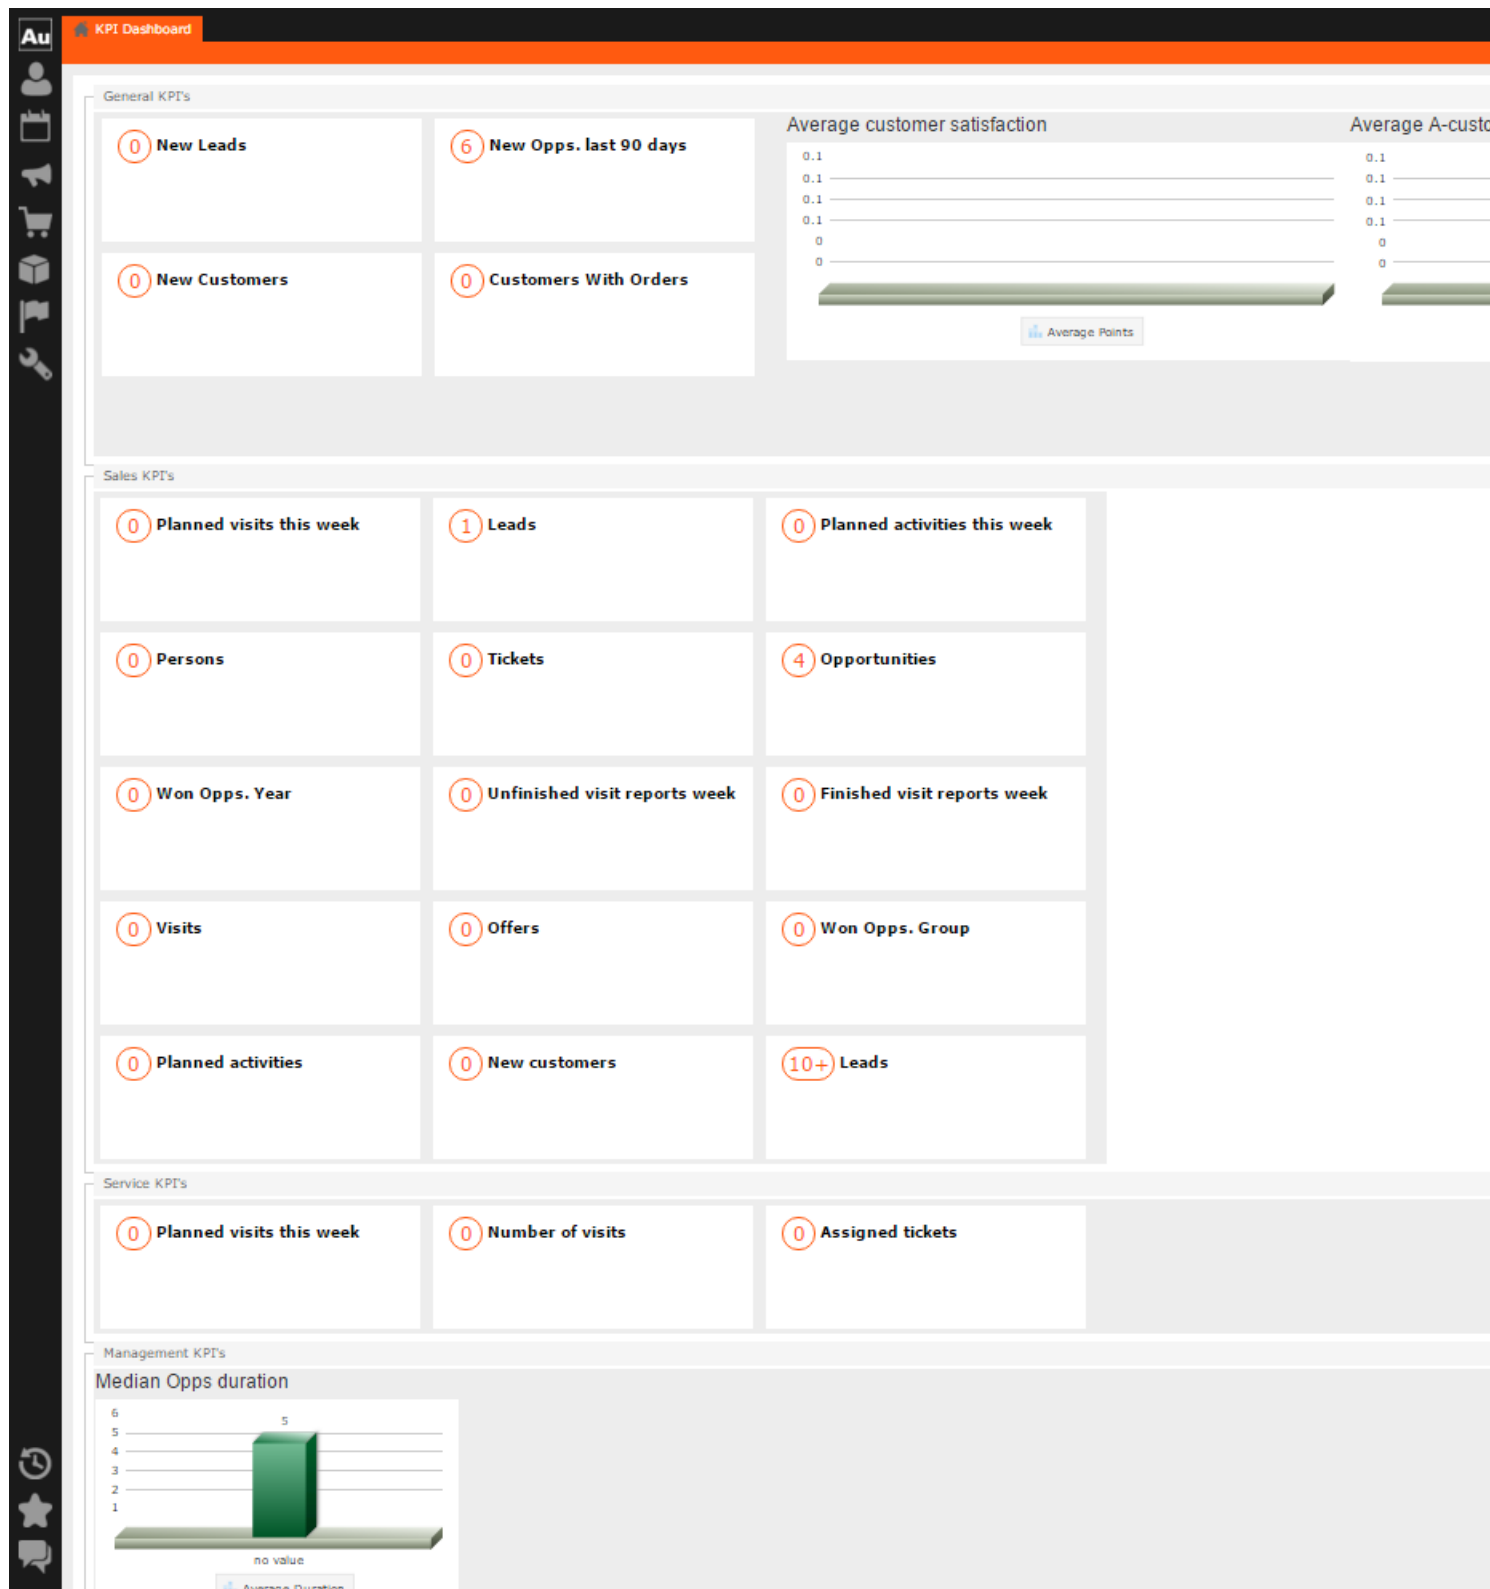 Au
KPI Dashboard
General KPI's
0 New Leads
6 New Opps. last 90 days
0 New Customers
0 Customers With Orders
Average customer satisfaction
0.1
0.1
0.1
0.1
0
0
Average Points
Average A-custo
0.1
0.1
0.1
0.1
0
0
Sales KPI's
0 Planned visits this week
1 Leads
0 Planned activities this week
0 Persons
0 Tickets
4 Opportunities
0 Won Opps. Year
0 Unfinished visit reports week
0 Finished visit reports week
0 Visits
0 Offers
0 Won Opps. Group
0 Planned activities
0 New customers
10+ Leads
Service KPI's
0 Planned visits this week
0 Number of visits
0 Assigned tickets
Management KPI's
Median Opps duration
6
5
5
4
3
2
1
no value
Average Duration